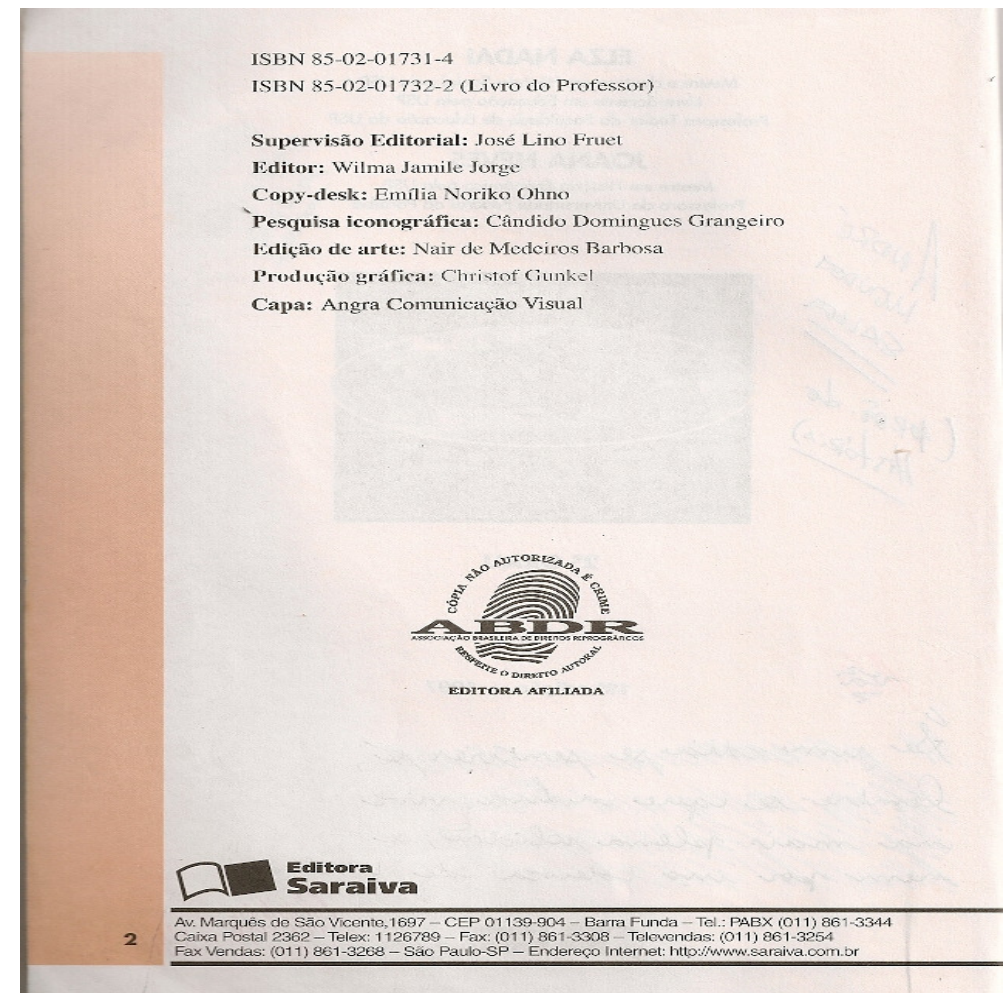 ISBN 85-02-01731-4
ISBN 85-02-01732-2 (Livro do Professor)
Supervisão Editorial: José Lino Fruet
Editor: Wilma Jamile Jorge
Copy-desk: Emília Noriko Ohno
Pesquisa iconográfica: Cândido Domingues Grangeiro
Edição de arte: Nair de Medeiros Barbosa
Produção gráfica: Christof Gunkel
Capa: Angra Comunicação Visual
CÓPIA NÃO AUTORIZADA É CRIME
ABDR
ASSOCIAÇÃO BRASILEIRA DE DIREITOS REPROGRÁFICOS
RESPEITE O DIREITO AUTORAL
EDITORA AFILIADA
Editora
Saraiva
Av. Marquês de São Vicente,1697 – CEP 01139-904 – Barra Funda – Tel.: PABX (011) 861-3344
Caixa Postal 2362 – Telex: 1126789 – Fax: (011) 861-3308 – Televendas: (011) 861-3254
Fax Vendas: (011) 861-3268 – São Paulo-SP – Endereço Internet: http://www.saraiva.com.br
2